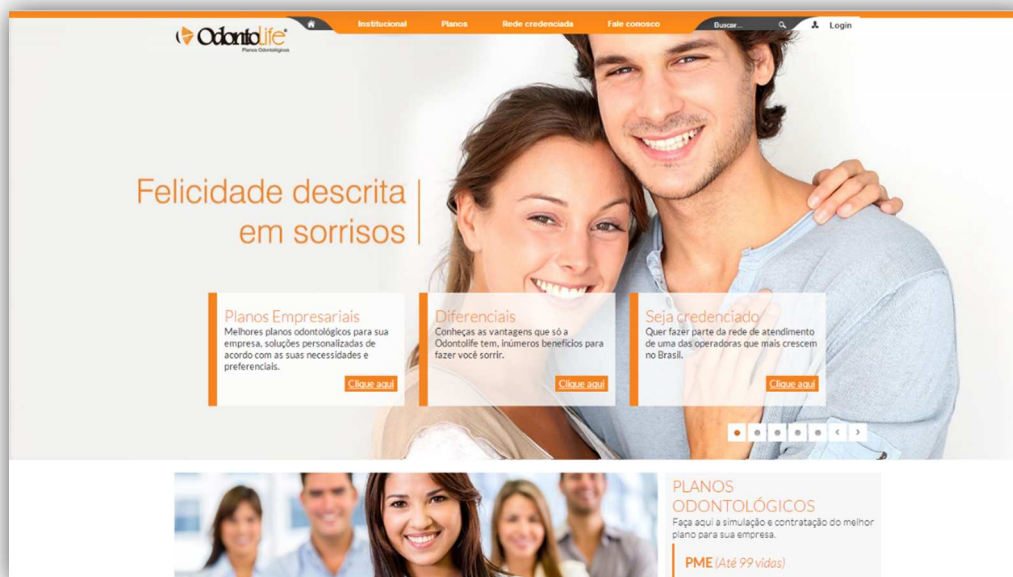 Odontolife
Planos Odontológicos
Institucional
Planos
Rede credenciada
Fale conosco
Buscar...
Login
Felicidade descrita
em sorrisos
Planos Empresariais
Melhores planos odontológicos para sua
empresa, soluções personalizadas de
acordo com as suas necessidades e
preferenciais.
Clique aqui
Diferenciais
Conheças as vantagens que só a
Odontolife tem, inúmeros benefícios para
fazer você sorrir.
Clique aqui
Seja credenciado
Quer fazer parte da rede de atendimento
de uma das operadoras que mais crescem
no Brasil.
Clique aqui
PLANOS
ODONTOLÓGICOS
Faça aqui a simulação e contratação do melhor
plano para sua empresa.
PME (Até 99 vidas)